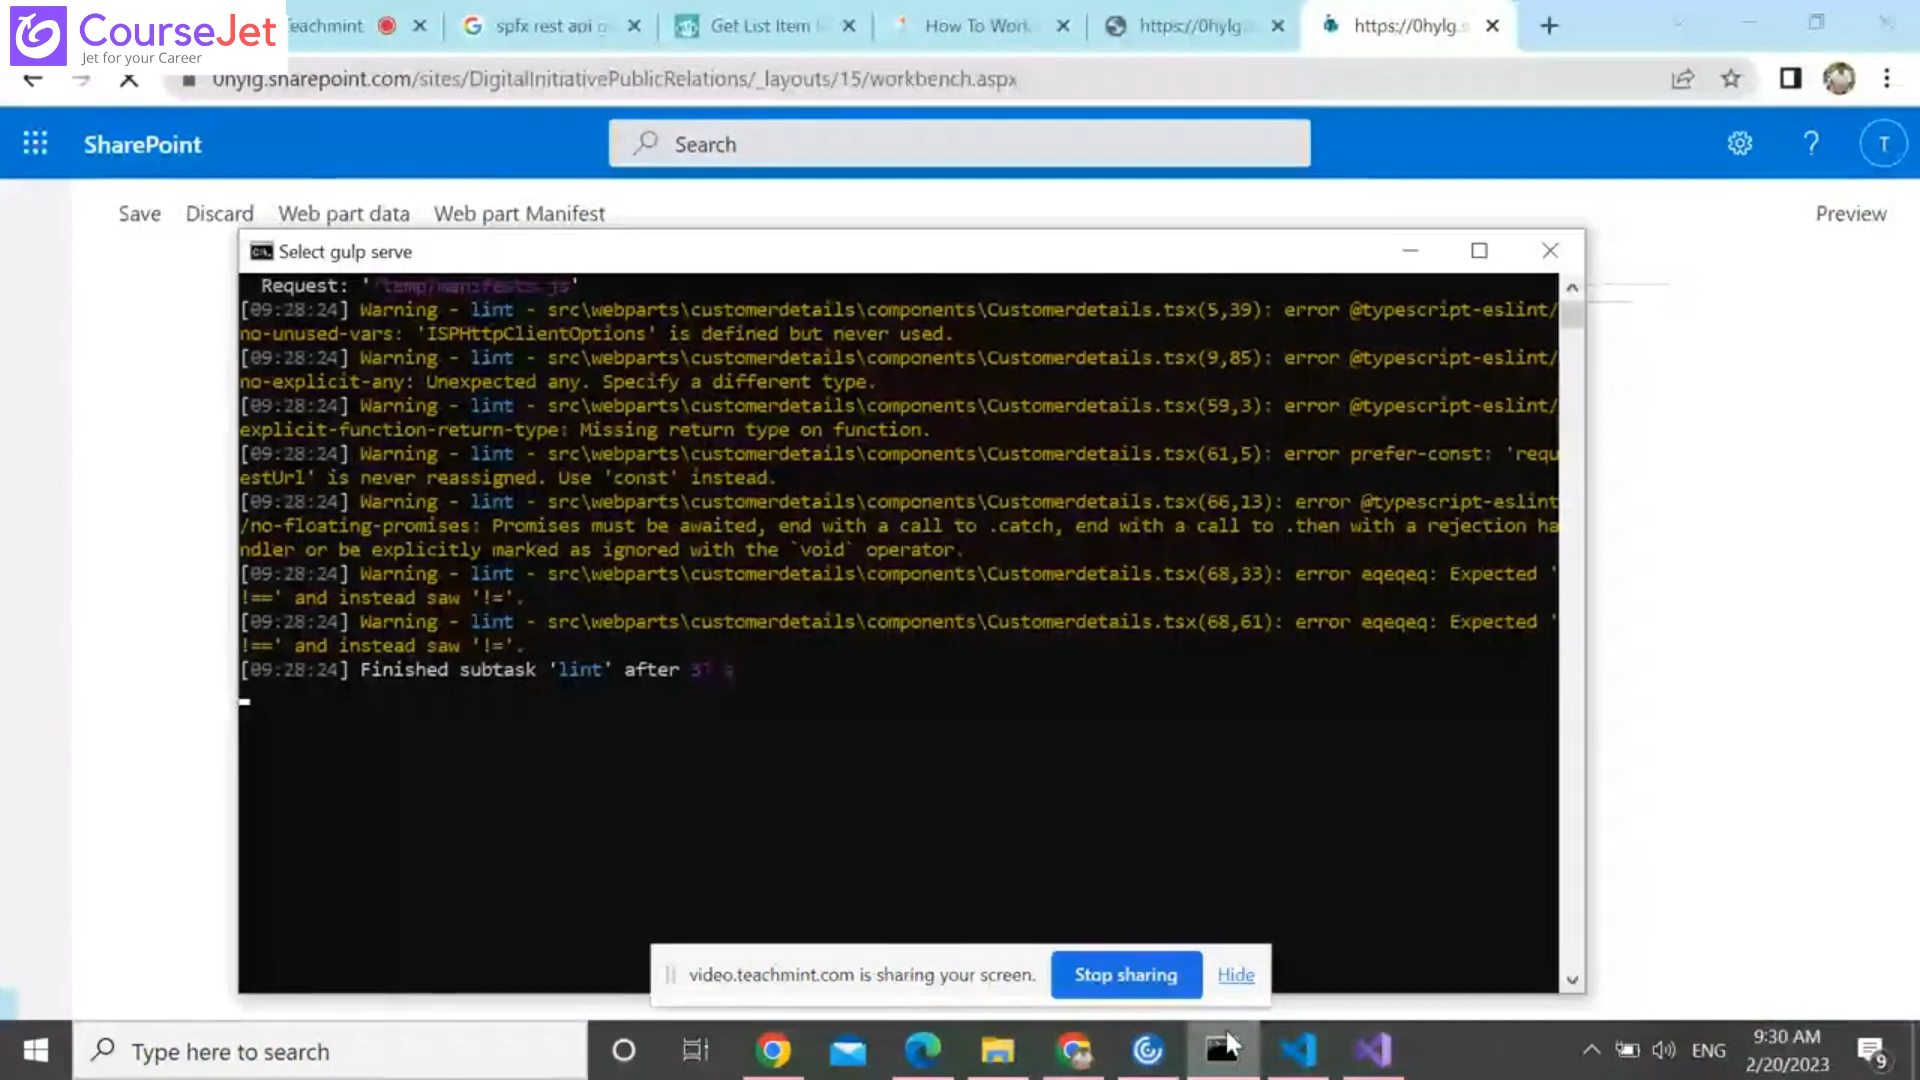 CourseJet
Jet for your Career
eachmint
spfx rest api g
Get List Item
How To Work
https://0hylg
https://0hylg.s
0hylg.sharepoint.com/sites/DigitalInitiativePublicRelations/_layouts/15/workbench.aspx
SharePoint
Search
T
Save
Discard
Web part data
Web part Manifest
Preview
Select gulp serve
Request: '/temp/manifests.js'
[09:28:24] Warning - lint - src\webparts\customerdetails\components\Customerdetails.tsx(5,39): error @typescript-eslint/
no-unused-vars: 'ISPHttpClientOptions' is defined but never used.
[09:28:24] Warning - lint - src\webparts\customerdetails\components\Customerdetails.tsx(9,85): error @typescript-eslint/
no-explicit-any: Unexpected any. Specify a different type.
[09:28:24] Warning - lint - src\webparts\customerdetails\components\Customerdetails.tsx(59,3): error @typescript-eslint/
explicit-function-return-type: Missing return type on function.
[09:28:24] Warning - lint - src\webparts\customerdetails\components\Customerdetails.tsx(61,5): error prefer-const: 'requ
estUrl' is never reassigned. Use 'const' instead.
[09:28:24] Warning - lint - src\webparts\customerdetails\components\Customerdetails.tsx(66,13): error @typescript-eslint
/no-floating-promises: Promises must be awaited, end with a call to .catch, end with a call to .then with a rejection ha
ndler or be explicitly marked as ignored with the `void` operator.
[09:28:24] Warning - lint - src\webparts\customerdetails\components\Customerdetails.tsx(68,33): error eqeqeq: Expected '
!==' and instead saw '!='.
[09:28:24] Warning - lint - src\webparts\customerdetails\components\Customerdetails.tsx(68,61): error eqeqeq: Expected '
!==' and instead saw '!='.
[09:28:24] Finished subtask 'lint' after
video.teachmint.com is sharing your screen.
Stop sharing
Hide
Type here to search
ENG
9:30 AM
2/20/2023
9